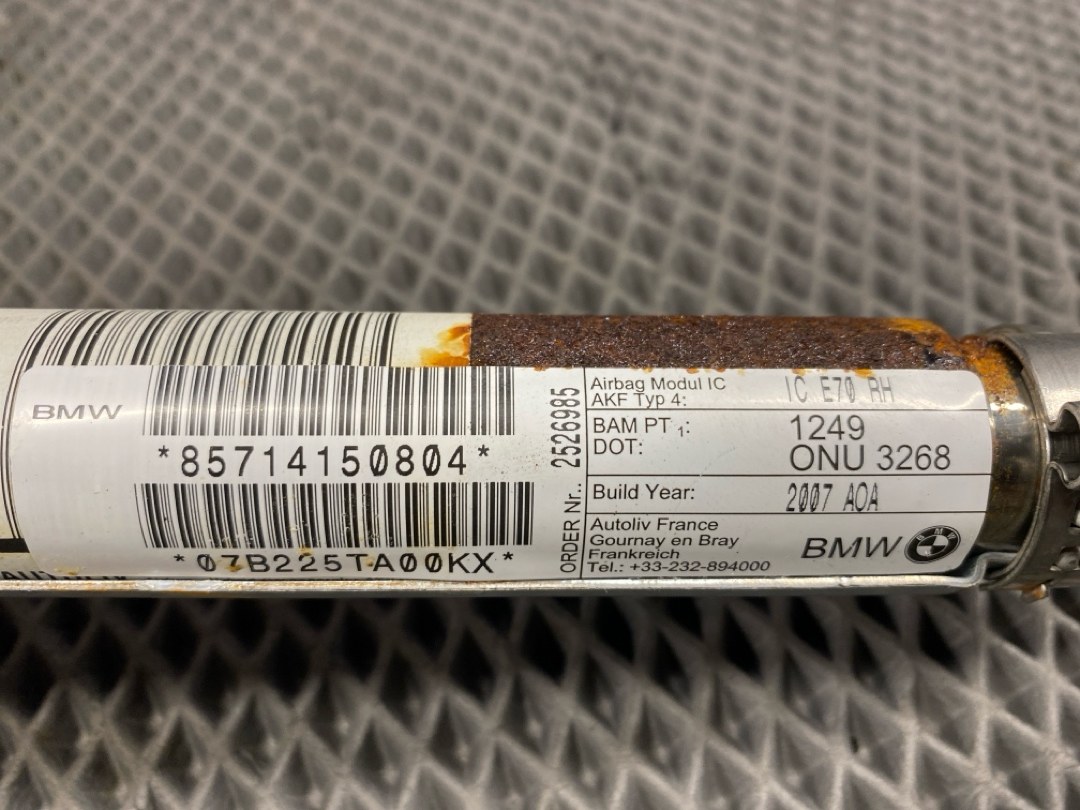 BMW
*85714150804*
*07B225TA00KX*
ORDER Nr.. 2526985
Airbag Modul IC
AKF Typ 4: IC E70 RH
BAM PT 1: 1249
DOT: ONU 3268
Build Year: 2007 AOA
Autoliv France
Gournay en Bray
Frankreich
Tel.: +33-232-894000
BMW